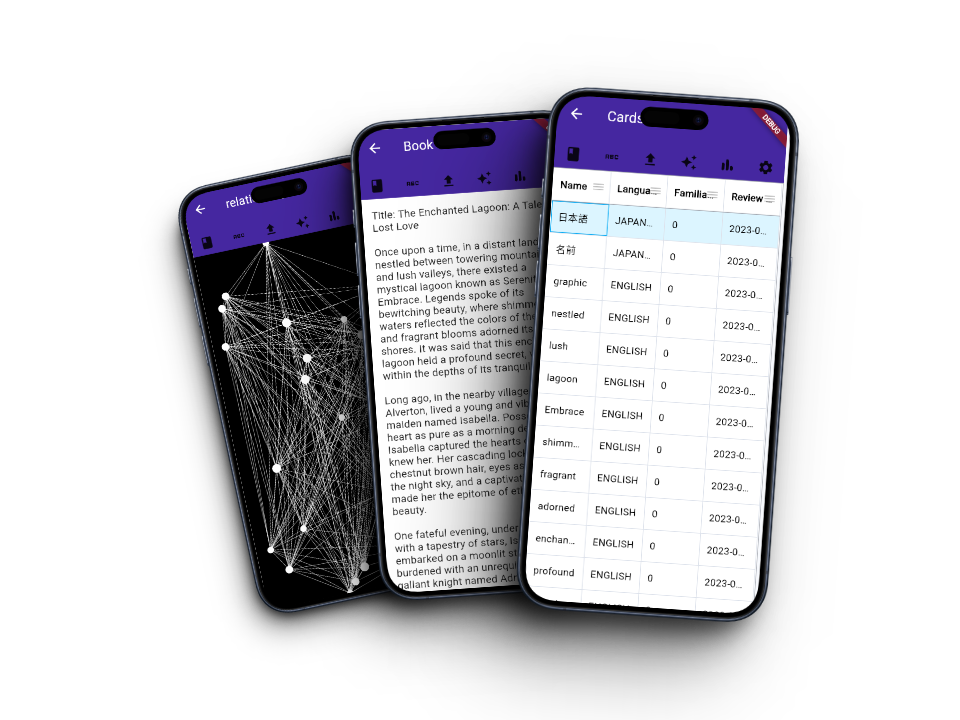 relati
ABC
Book
ABC
Title: The Enchanted Lagoon: A Tale
Lost Love
Once upon a time, in a distant land
nestled between towering mounta
and lush valleys, there existed a
mystical lagoon known as Sereni
Embrace. Legends spoke of its
bewitching beauty, where shimm
waters reflected the colors of th
and fragrant blooms adorned its
shores. It was said that this enc
lagoon held a profound secret,
within the depths of its tranquil
Long ago, in the nearby village
Alverton, lived a young and vib
maiden named Isabella. Poss
heart as pure as a morning de
Isabella captured the hearts
knew her. Her cascading loc
chestnut brown hair, eyes as
the night sky, and a captivat
made her the epitome of et
beauty.
One fateful evening, under
with a tapestry of stars, Is
embarked on a moonlit st
burdened with an unrequi
gallant knight named Adri
Cards
DEBUG
ABC
Name Langua... Familia... Review
日本語 JAPAN... 0 2023-0...
名前 JAPAN... 0 2023-0...
graphic ENGLISH 0 2023-0...
nestled ENGLISH 0 2023-0...
lush ENGLISH 0 2023-0...
lagoon ENGLISH 0 2023-0...
Embrace ENGLISH 0 2023-0...
shimm... ENGLISH 0 2023-0...
fragrant ENGLISH 0 2023-0...
adorned ENGLISH 0 2023-0...
enchan... ENGLISH 0 2023-0...
profound ENGLISH 0 2023-0...